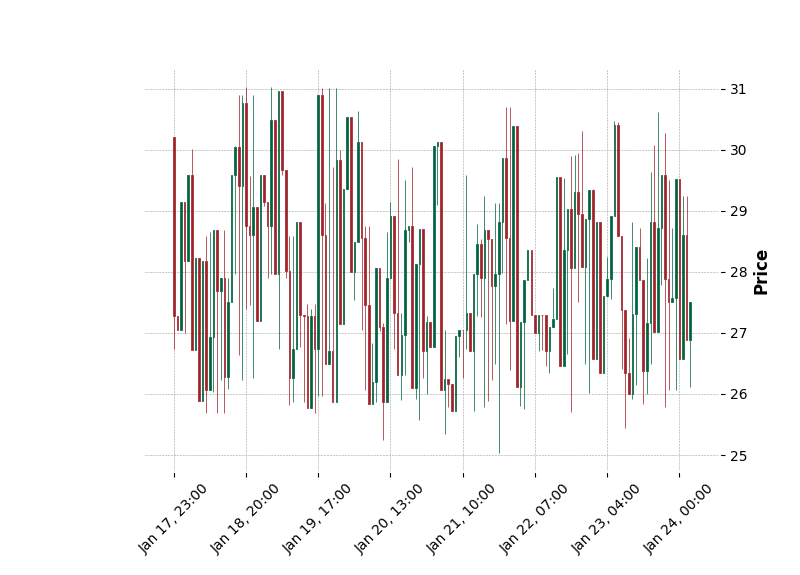 31
30
29
28
27
26
25
Price
Jan 17, 23:00
Jan 18, 20:00
Jan 19, 17:00
Jan 20, 13:00
Jan 21, 10:00
Jan 22, 07:00
Jan 23, 04:00
Jan 24, 00:00